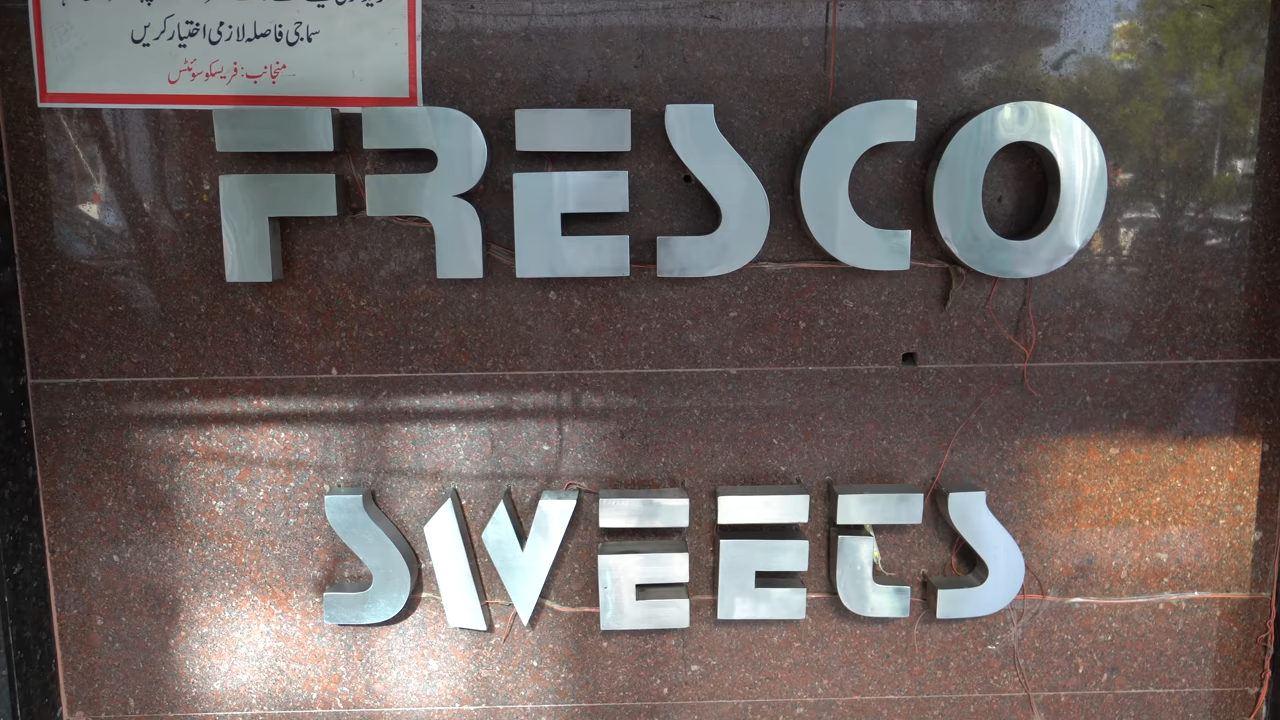 سماجی فاصلہ لازمی اختیار کریں
منجانب: فریسکو سوئٹس
FRESCO
SWEETS